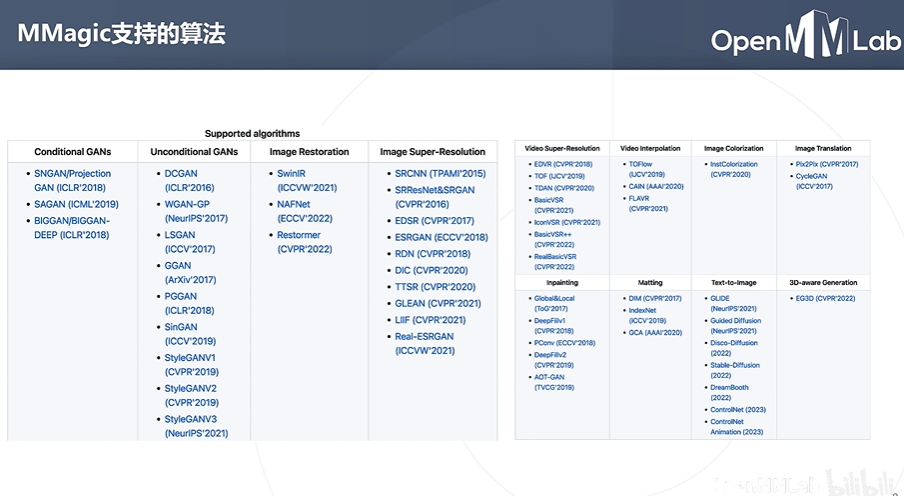 MMagic支持的算法
OpenMMLab
Supported algorithms
Conditional GANs
SNGAN/Projection
GAN (ICLR'2018)
SAGAN (ICML'2019)
BIGGAN/BIGGAN-
DEEP (ICLR'2018)
Unconditional GANs
DCGAN
(ICLR'2016)
WGAN-GP
(NeurIPS'2017)
LSGAN
(ICCV'2017)
GGAN
(ArXiv'2017)
PGGAN
(ICLR'2018)
SinGAN
(ICCV'2019)
StyleGANV1
(CVPR'2019)
StyleGANV2
(CVPR'2019)
StyleGANV3
(NeurIPS'2021)
Image Restoration
SwinIR
(ICCVW'2021)
NAFNet
(ECCV'2022)
Restormer
(CVPR'2022)
Image Super-Resolution
SRCNN (TPAMI'2015)
SRResNet&SRGAN
(CVPR'2016)
EDSR (CVPR'2017)
ESRGAN (ECCV'2018)
RDN (CVPR'2018)
DIC (CVPR'2020)
TTSR (CVPR'2020)
GLEAN (CVPR'2021)
LIIF (CVPR'2021)
Real-ESRGAN
(ICCVW'2021)
Video Super-Resolution
EDVR (CVPR'2018)
TOF (IJCV'2019)
TDAN (CVPR'2020)
BasicVSR
(CVPR'2021)
IconVSR (CVPR'2021)
BasicVSR++
(CVPR'2022)
RealBasicVSR
(CVPR'2022)
Video Interpolation
TOFlow
(IJCV'2019)
CAIN (AAAI'2020)
FLAVR
(CVPR'2021)
Image Colorization
InstColorization
(CVPR'2020)
Image Translation
Pix2Pix (CVPR'2017)
CycleGAN
(ICCV'2017)
Inpainting
Global&Local
(ToG'2017)
DeepFillv1
(CVPR'2018)
PConv (ECCV'2018)
DeepFillv2
(CVPR'2019)
AOT-GAN
(TVCG'2019)
Matting
DIM (CVPR'2017)
IndexNet
(ICCV'2019)
GCA (AAAI'2020)
Text-to-Image
GLIDE
(NeurIPS'2021)
Guided Diffusion
(NeurIPS'2021)
Disco-Diffusion
(2022)
Stable-Diffusion
(2022)
DreamBooth
(2022)
ControlNet (2023)
ControlNet
Animation (2023)
3D-aware Generation
EG3D (CVPR'2022)
bilibili